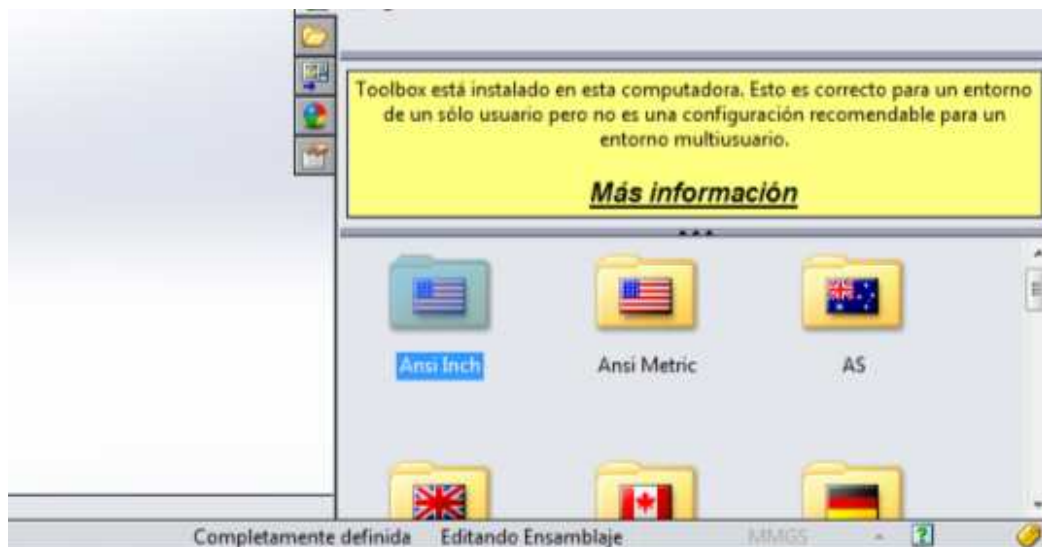 Toolbox está instalado en esta computadora. Esto es correcto para un entorno
de un sólo usuario pero no es una configuración recomendable para un
entorno multiusuario.
Más información
Ansi Inch
Ansi Metric
AS
Completamente definida
Editando Ensamblaje
MMGS